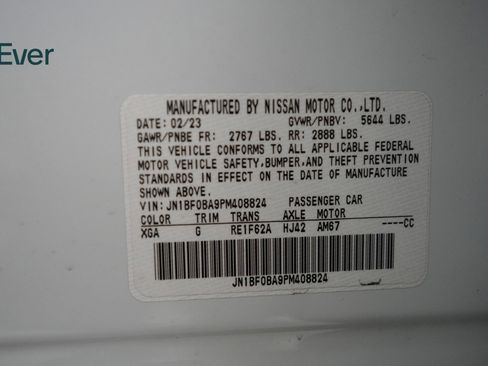 Ever
MANUFACTURED BY NISSAN MOTOR CO.,LTD.
DATE: 02/23 GVWR/PNBV: 5644 LBS.
GAWR/PNBE FR: 2767 LBS. RR: 2888 LBS.
THIS VEHICLE CONFORMS TO ALL APPLICABLE FEDERAL
MOTOR VEHICLE SAFETY,BUMPER,AND THEFT PREVENTION
STANDARDS IN EFFECT ON THE DATE OF MANUFACTURE
SHOWN ABOVE.
VIN: JN1BF0BA9PM408824 PASSENGER CAR
COLOR TRIM TRANS AXLE MOTOR
XGA G RE1F62A HJ42 AM67 ----CC
JN1BF0BA9PM408824